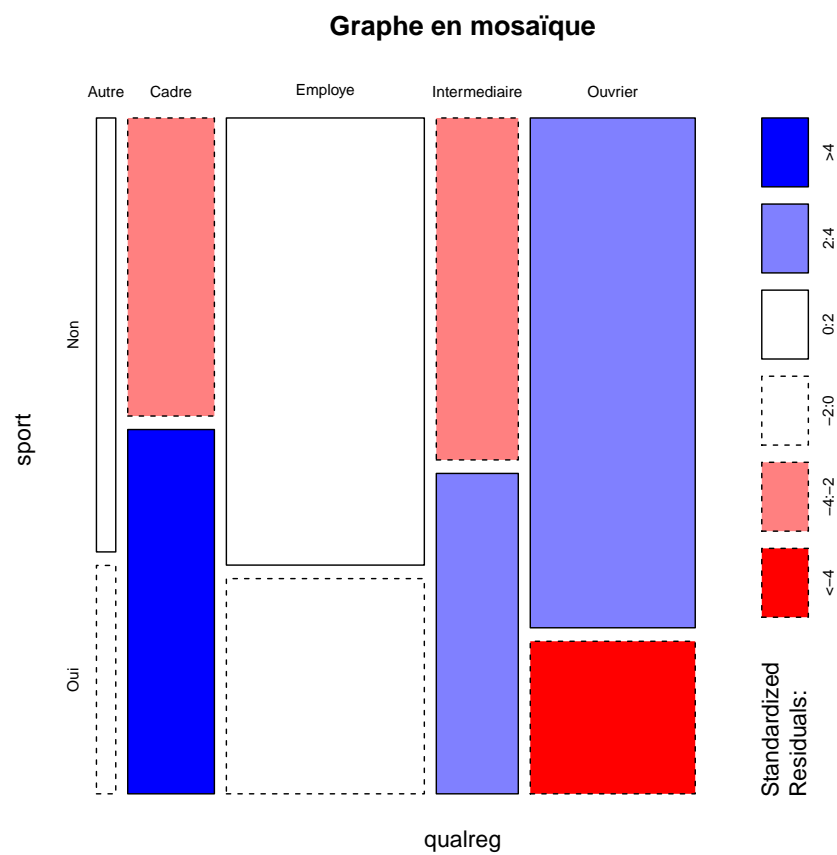 Graphe en mosaïque
Autre
Cadre
Employe
Intermediaire
Ouvrier
Non
Oui
sport
qualreg
>4
2:4
0:2
−2:0
−4:−2
<−4
Standardized
Residuals: